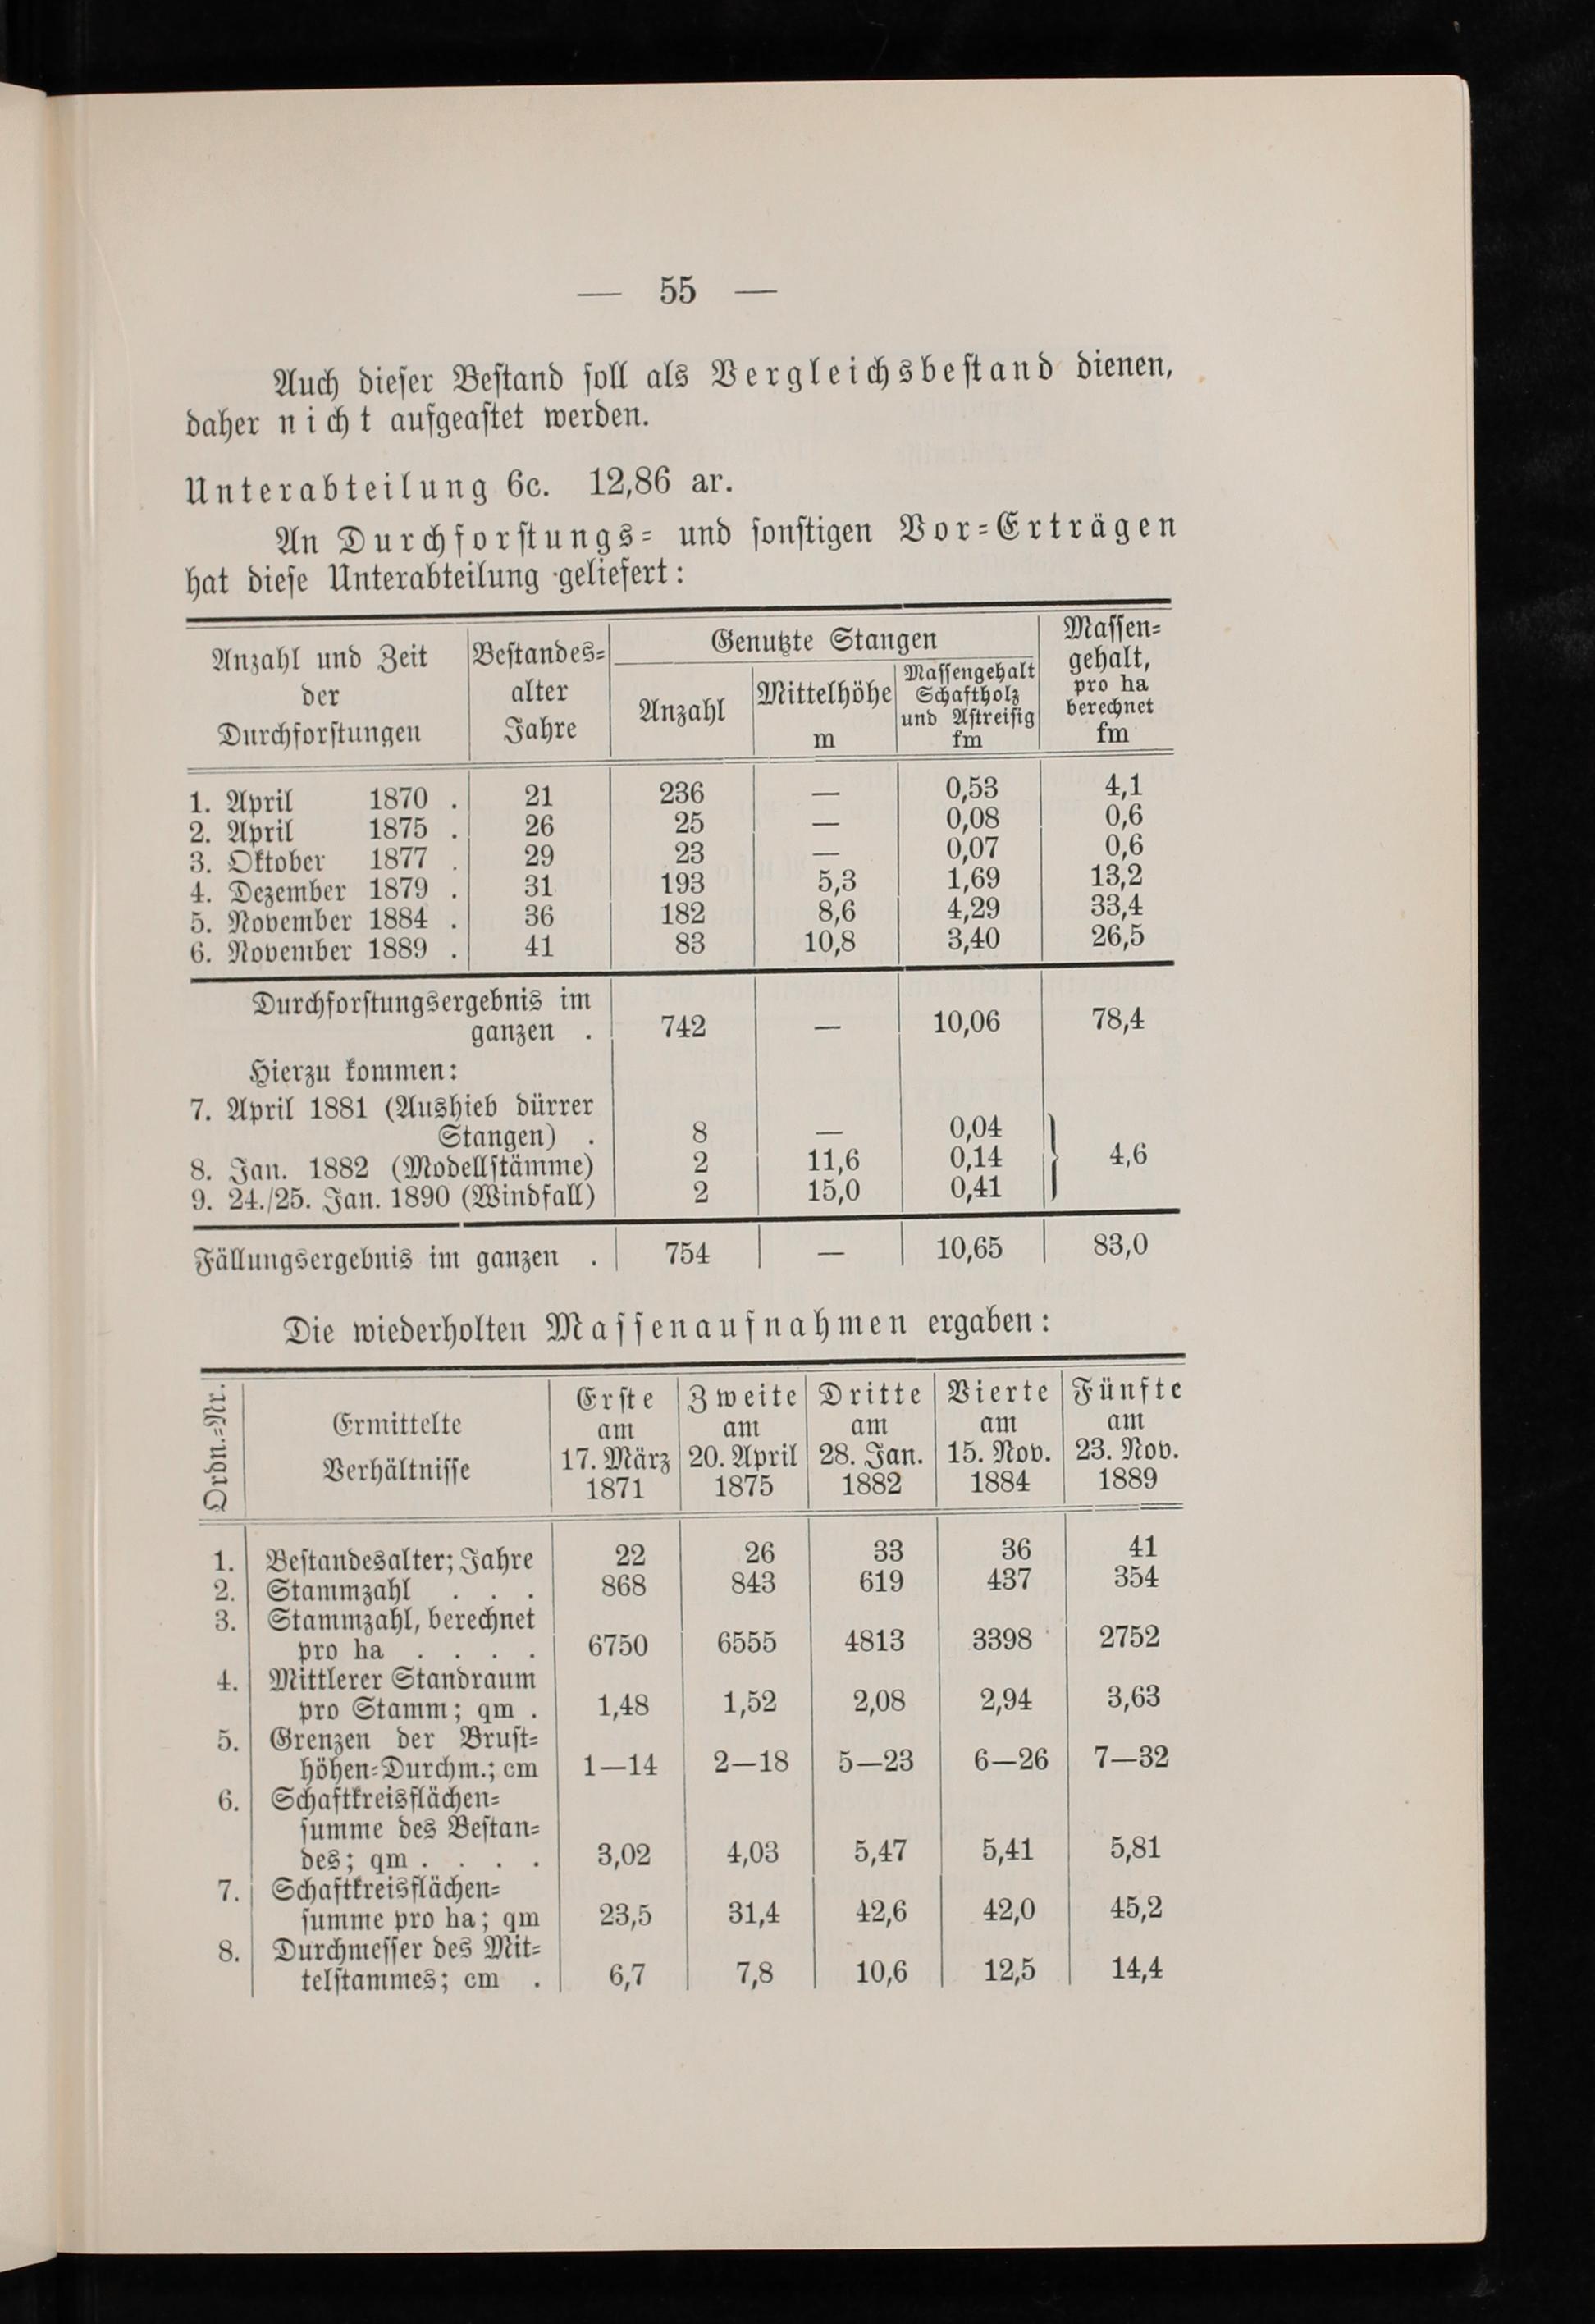 — 55 —
Auch dieser Bestand soll als Vergleichsbestand dienen,
daher nicht aufgeastet werden.
Unterabteilung 6c. 12,86 ar.
An Durchforstungs- und sonstigen Vor-Erträgen
hat diese Unterabteilung geliefert:
Anzahl und Zeit der Durchforstungen | Bestandes-alter Jahre | Genutzte Stangen | Massen-gehalt, pro ha berechnet fm
Anzahl | Mittelhöhe m | Massengehalt Schaftholz und Astreisig fm
1. April 1870 . 21 236 — 0,53 4,1
2. April 1875 . 26 25 — 0,08 0,6
3. Oktober 1877 . 29 23 — 0,07 0,6
4. Dezember 1879 . 31 193 5,3 1,69 13,2
5. November 1884 . 36 182 8,6 4,29 33,4
6. November 1889 . 41 83 10,8 3,40 26,5
Durchforstungsergebnis im
ganzen . 742 — 10,06 78,4
Hierzu kommen:
7. April 1881 (Aushieb dürrer
Stangen) . 8 — 0,04
8. Jan. 1882 (Modellstämme) 2 11,6 0,14 } 4,6
9. 24./25. Jan. 1890 (Windfall) 2 15,0 0,41
Fällungsergebnis im ganzen . 754 — 10,65 83,0
Die wiederholten Massenaufnahmen ergaben:
Ordn.-Nr. | Ermittelte Verhältnisse | Erste am 17. März 1871 | Zweite am 20. April 1875 | Dritte am 28. Jan. 1882 | Vierte am 15. Nov. 1884 | Fünfte am 23. Nov. 1889
1. Bestandesalter; Jahre 22 26 33 36 41
2. Stammzahl . . . 868 843 619 437 354
3. Stammzahl, berechnet
pro ha . . . . 6750 6555 4813 3398 2752
4. Mittlerer Standraum
pro Stamm; qm . 1,48 1,52 2,08 2,94 3,63
5. Grenzen der Brust-
höhen-Durchm.; cm 1—14 2—18 5—23 6—26 7—32
6. Schaftkreisflächen-
summe des Bestan-
des; qm . . . . 3,02 4,03 5,47 5,41 5,81
7. Schaftkreisflächen-
summe pro ha; qm 23,5 31,4 42,6 42,0 45,2
8. Durchmesser des Mit-
telstammes; cm . 6,7 7,8 10,6 12,5 14,4